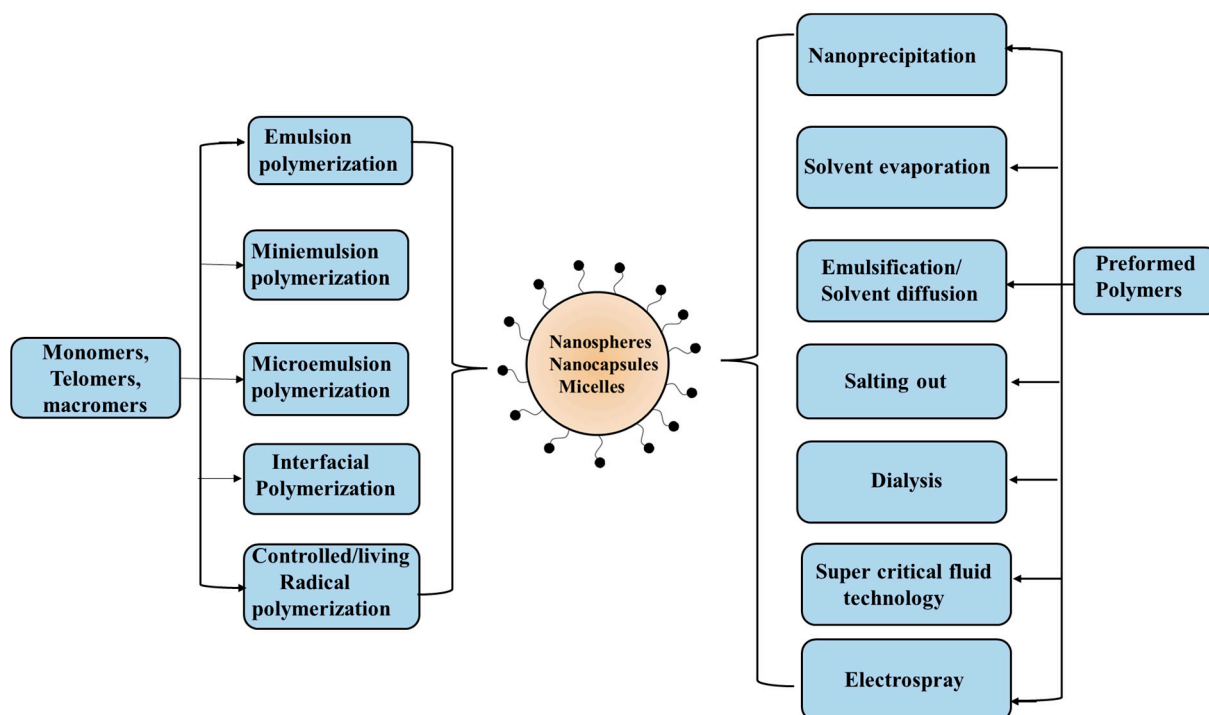 Monomers,
Telomers,
macromers
Emulsion
polymerization
Miniemulsion
polymerization
Microemulsion
polymerization
Interfacial
Polymerization
Controlled/living
Radical
polymerization
Nanospheres
Nanocapsules
Micelles
Nanoprecipitation
Solvent evaporation
Emulsification/
Solvent diffusion
Salting out
Dialysis
Super critical fluid
technology
Electrospray
Preformed
Polymers